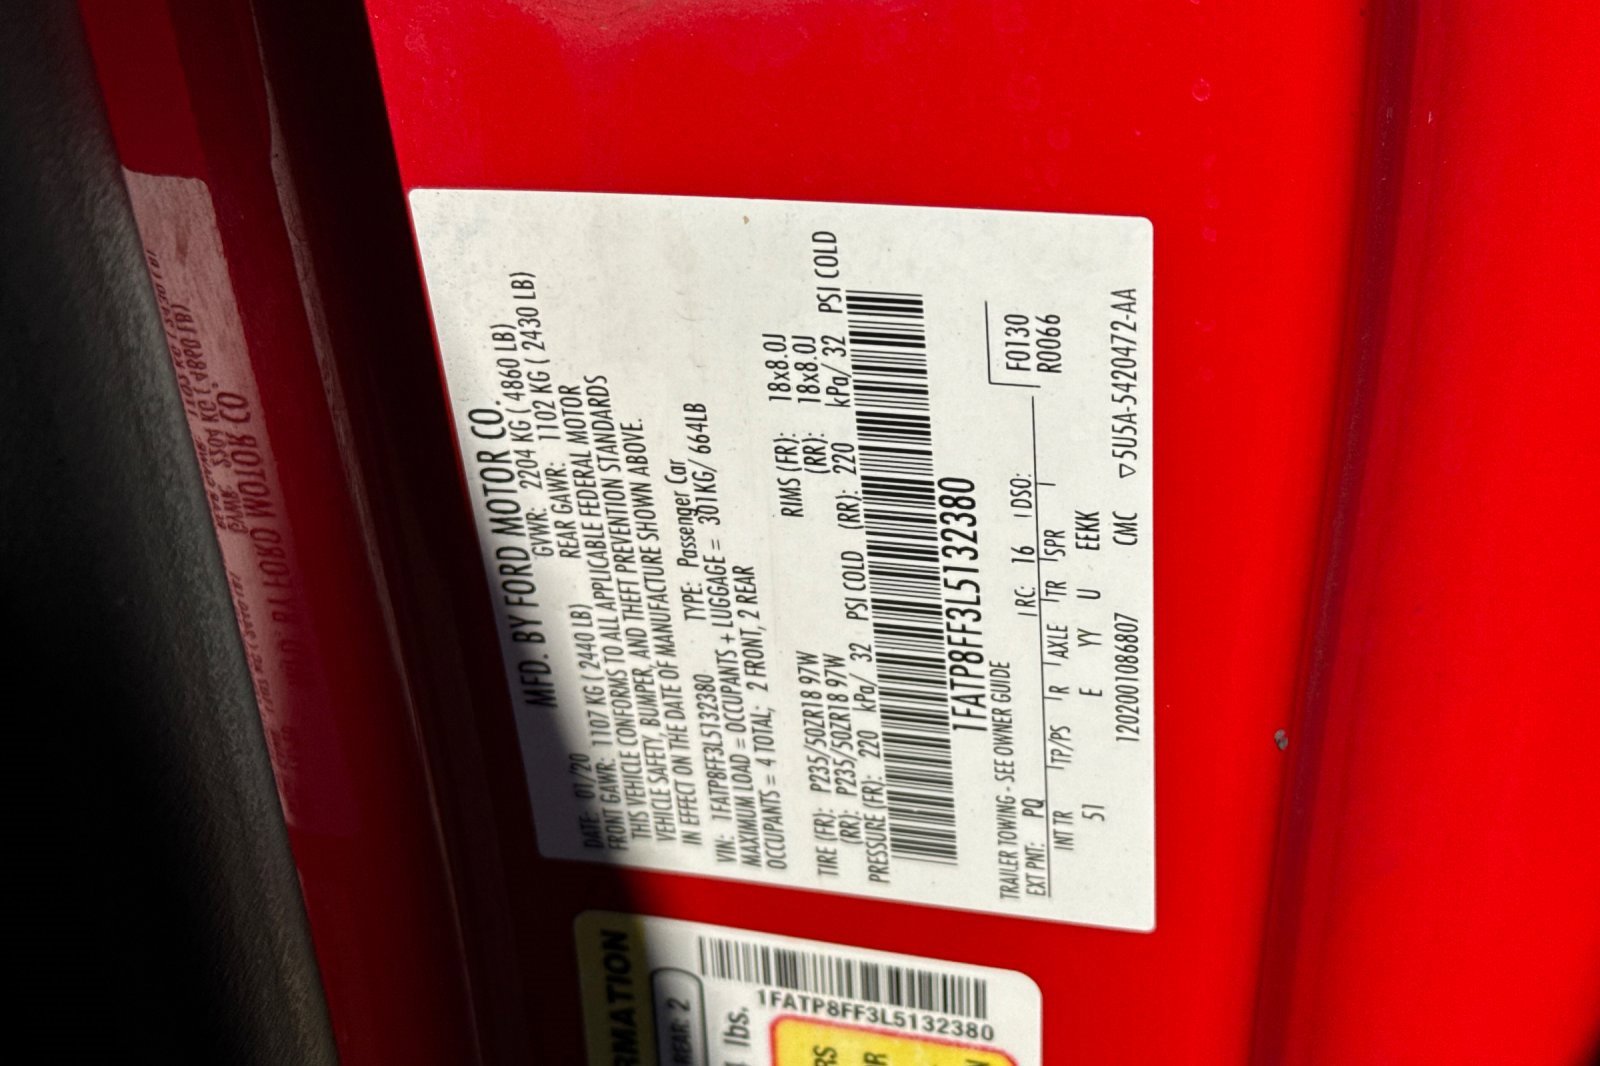 MFD. BY FORD MOTOR CO.
DATE: 01/20 GVWR: 2204 KG ( 4860 LB)
FRONT GAWR: 1107 KG ( 2440 LB) REAR GAWR: 1102 KG ( 2430 LB)
THIS VEHICLE CONFORMS TO ALL APPLICABLE FEDERAL MOTOR
VEHICLE SAFETY, BUMPER, AND THEFT PREVENTION STANDARDS
IN EFFECT ON THE DATE OF MANUFACTURE SHOWN ABOVE.
VIN: 1FATP8FF3L5132380 TYPE: Passenger Car
MAXIMUM LOAD = OCCUPANTS + LUGGAGE = 301KG/ 664LB
OCCUPANTS = 4 TOTAL; 2 FRONT, 2 REAR
TIRE (FR): P235/50ZR18 97W RIMS (FR): 18x8.0J
(RR): P235/50ZR18 97W (RR): 18x8.0J
PRESSURE (FR): 220 kPa/ 32 PSI COLD (RR): 220 kPa/ 32 PSI COLD
1FATP8FF3L5132380
TRAILER TOWING - SEE OWNER GUIDE
F0130
EXT PNT: PQ RC: 16 DSO: R0066
INT TR TP/PS R AXLE TR SPR
51 E YY U EEKK
1202001086807 CMC ▽5U5A-5420472-AA
RMATION
REAR 2
lbs.
1FATP8FF3L5132380
RS
R
N